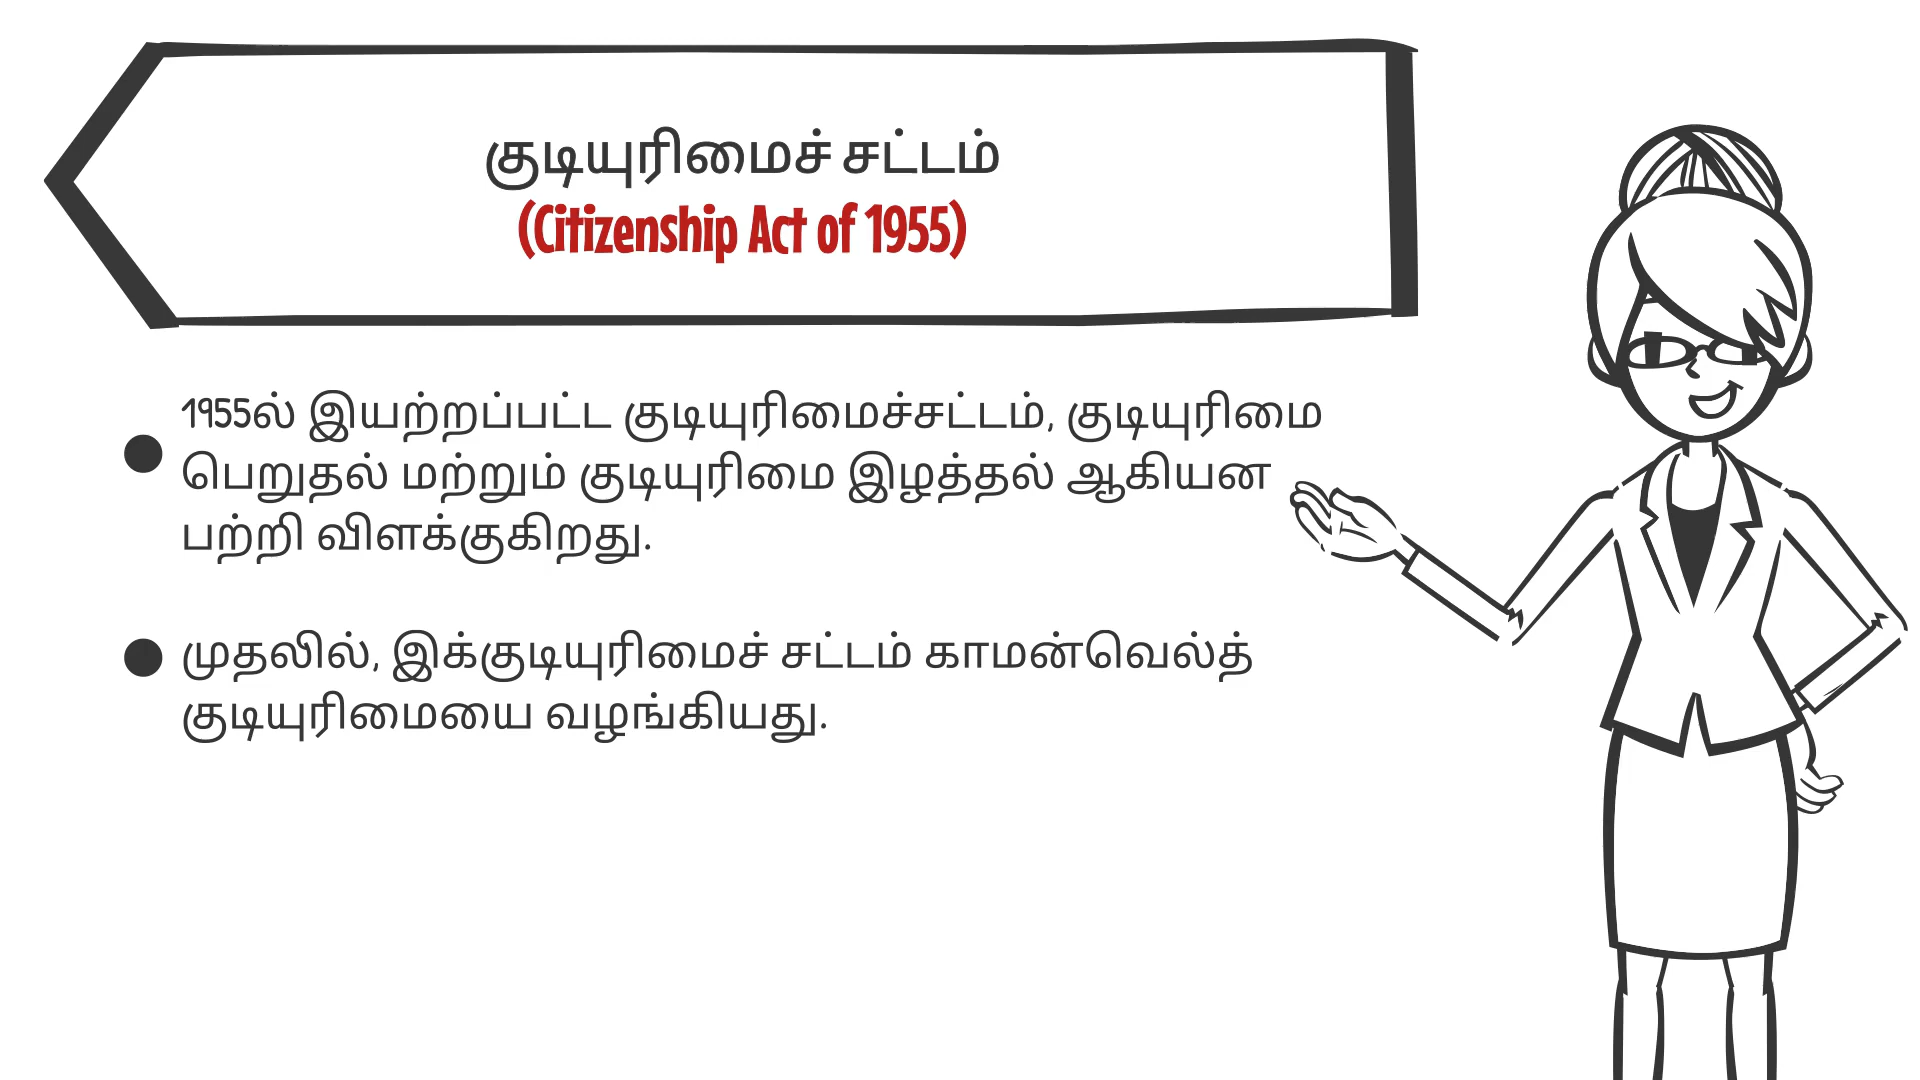 குடியுரிமைச் சட்டம்
(Citizenship Act of 1955)
1955ல் இயற்றப்பட்ட குடியுரிமைச்சட்டம், குடியுரிமை
பெறுதல் மற்றும் குடியுரிமை இழத்தல் ஆகியன
பற்றி விளக்குகிறது.
முதலில், இக்குடியுரிமைச் சட்டம் காமன்வெல்த்
குடியுரிமையை வழங்கியது.